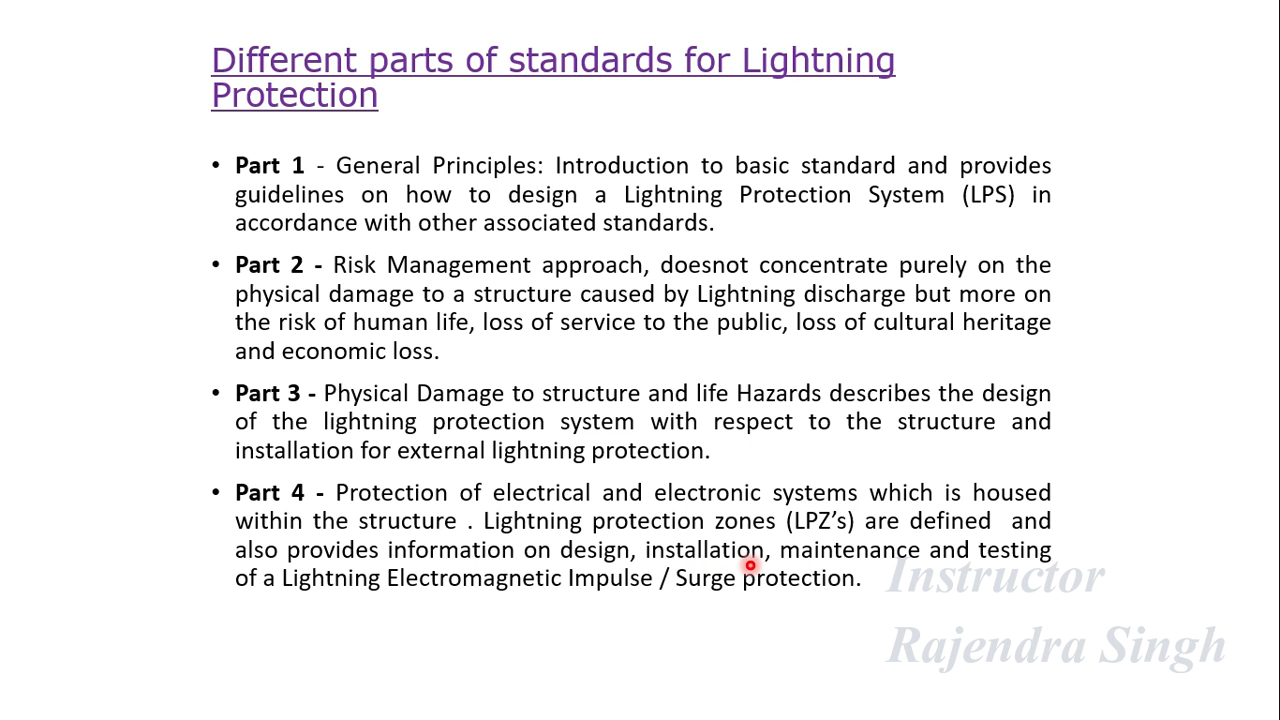 Different parts of standards for Lightning
Protection
• Part 1 - General Principles: Introduction to basic standard and provides
guidelines on how to design a Lightning Protection System (LPS) in
accordance with other associated standards.
• Part 2 - Risk Management approach, doesnot concentrate purely on the
physical damage to a structure caused by Lightning discharge but more on
the risk of human life, loss of service to the public, loss of cultural heritage
and economic loss.
• Part 3 - Physical Damage to structure and life Hazards describes the design
of the lightning protection system with respect to the structure and
installation for external lightning protection.
• Part 4 - Protection of electrical and electronic systems which is housed
within the structure . Lightning protection zones (LPZ’s) are defined and
also provides information on design, installation, maintenance and testing
of a Lightning Electromagnetic Impulse / Surge protection.
Instructor
Rajendra Singh